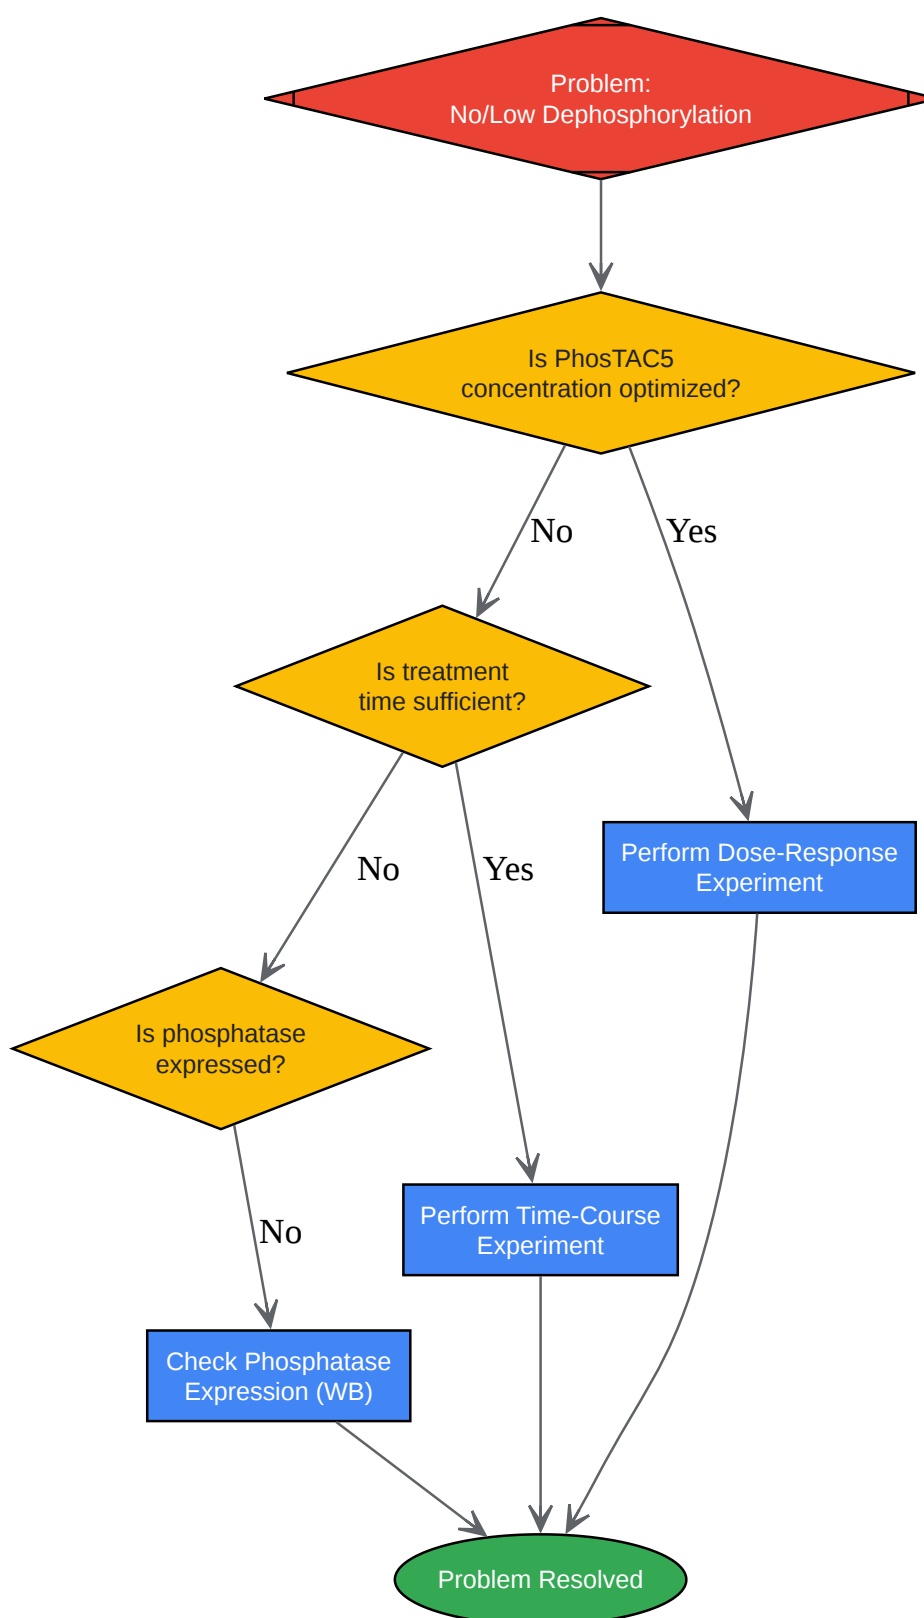 Problem:
No/Low Dephosphorylation
Is PhosTAC5
concentration optimized?
No
Yes
Is treatment
time sufficient?
Perform Dose-Response
Experiment
No
Yes
Is phosphatase
expressed?
Perform Time-Course
Experiment
No
Check Phosphatase
Expression (WB)
Problem Resolved